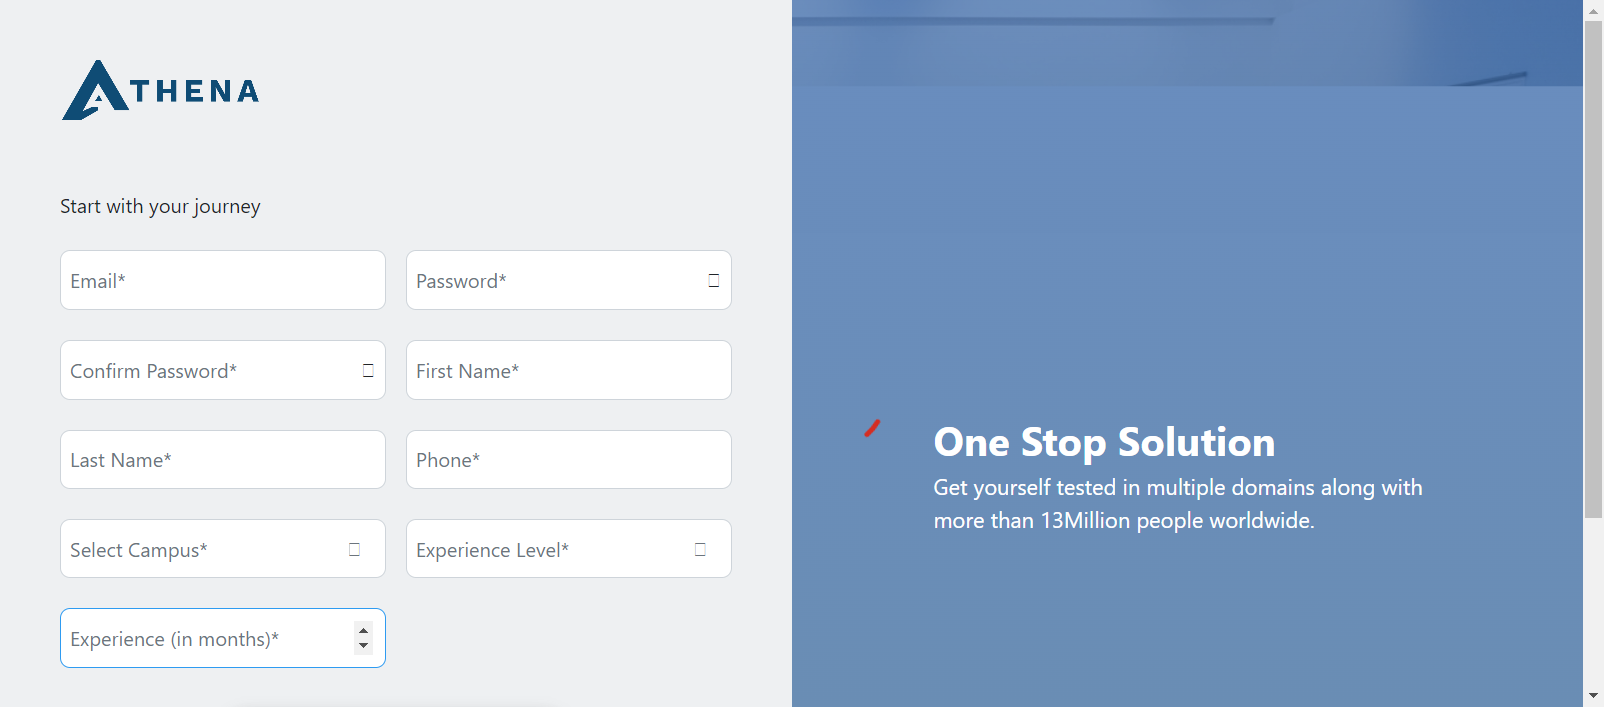 ATHENA
Start with your journey
Email*
Password*
Confirm Password*
First Name*
Last Name*
Phone*
Select Campus*
Experience Level*
Experience (in months)*
One Stop Solution
Get yourself tested in multiple domains along with
more than 13Million people worldwide.